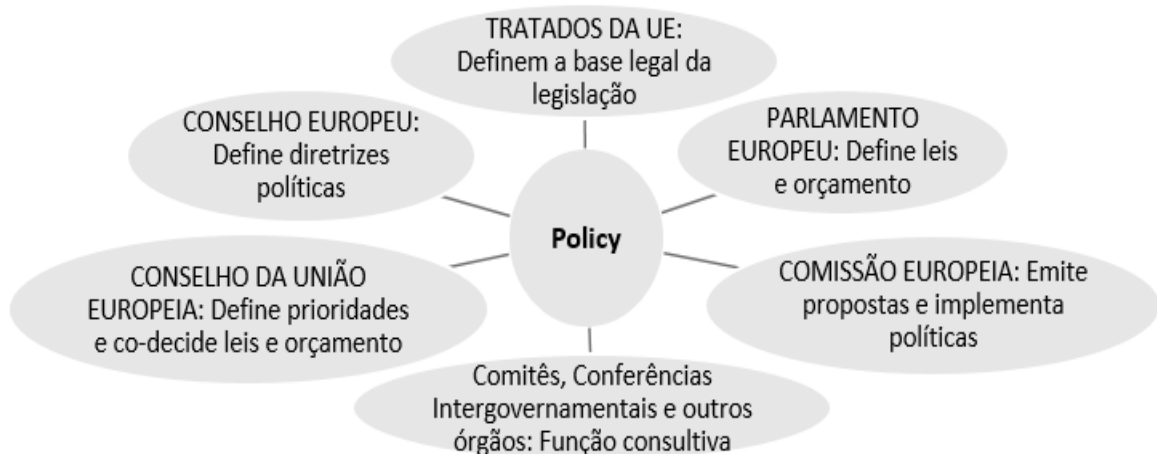 TRATADOS DA UE:
Definem a base legal da
legislação
PARLAMENTO
EUROPEU: Define leis
e orçamento
COMISSÃO EUROPEIA: Emite
propostas e implementa
políticas
Comitês, Conferências
Intergovernamentais e outros
órgãos: Função consultiva
CONSELHO DA UNIÃO
EUROPEIA: Define prioridades
e co-decide leis e orçamento
CONSELHO EUROPEU:
Define diretrizes
políticas
Policy